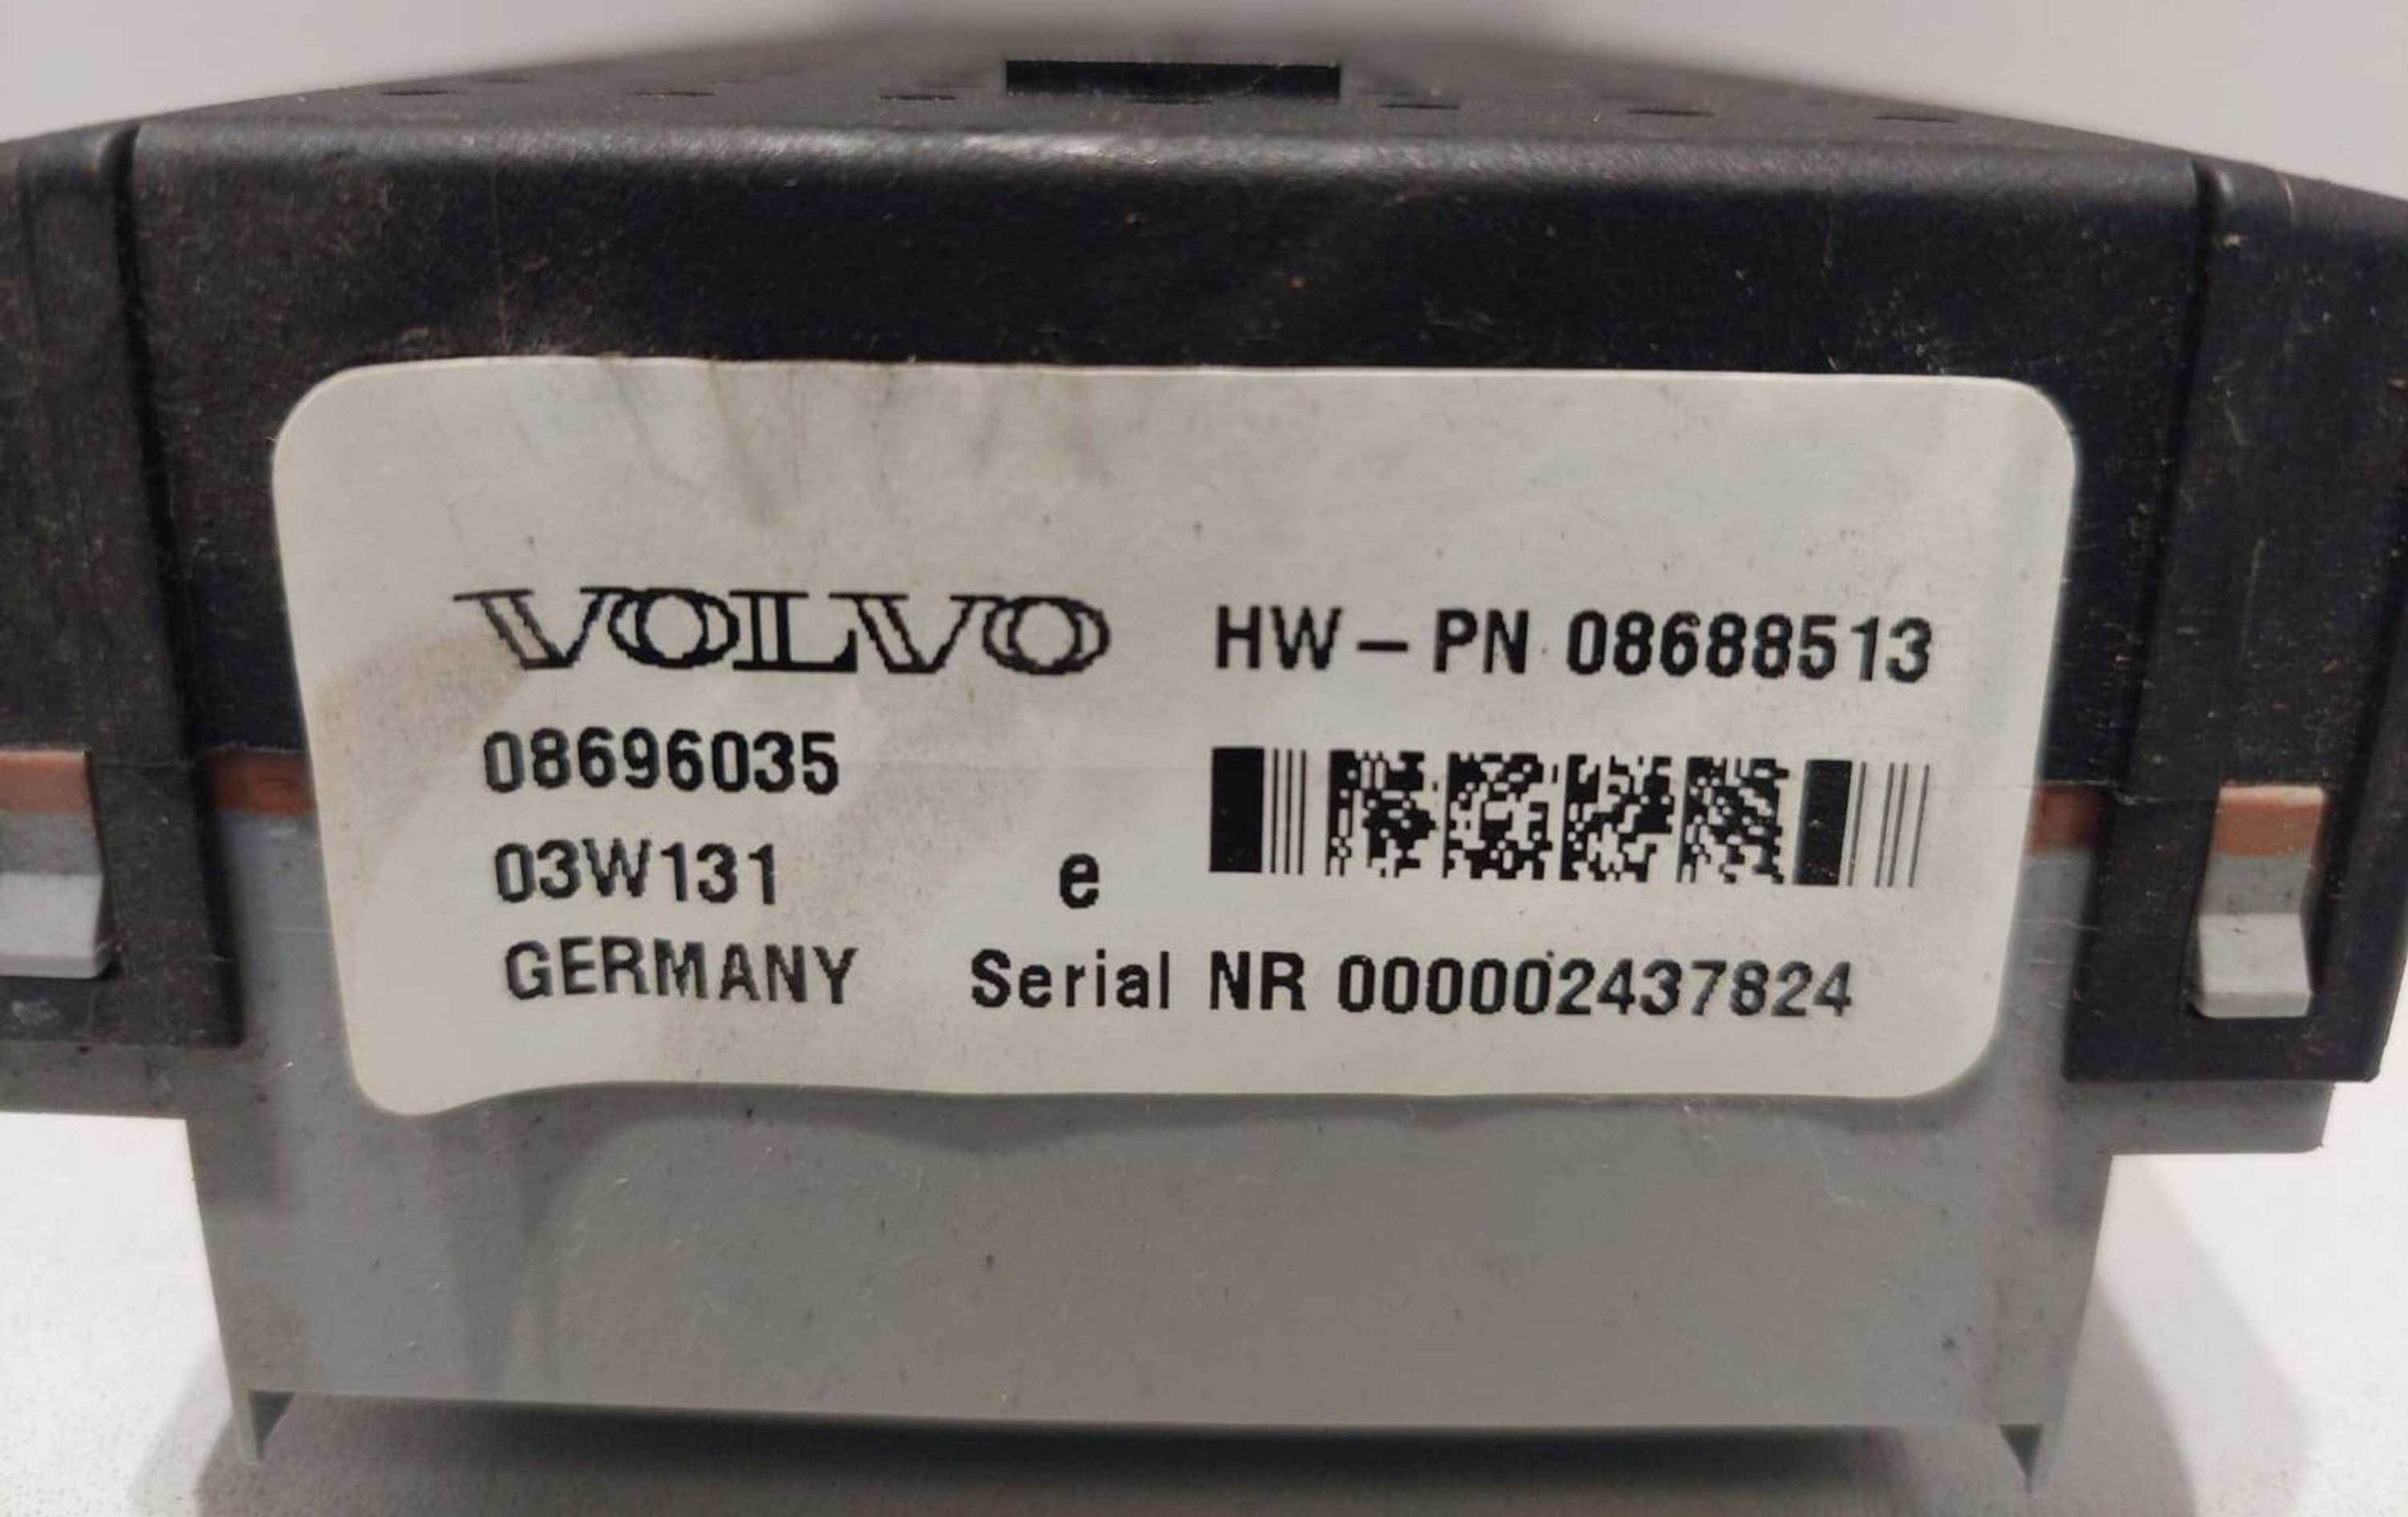 VOLVO HW-PN 08688513
08696035
03W131 e
GERMANY Serial NR 000002437824